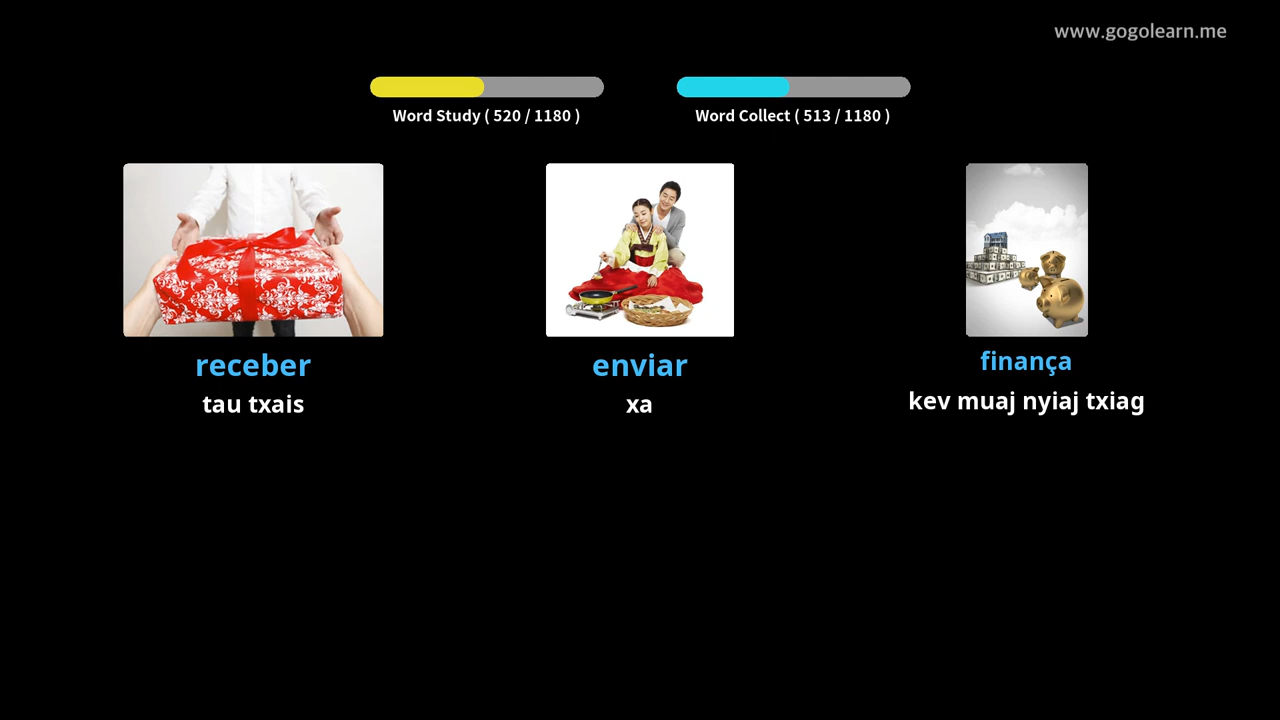 www.gogolearn.me
Word Study ( 520 / 1180 )
Word Collect ( 513 / 1180 )
receber
enviar
finança
tau txais
xa
kev muaj nyiaj txiag